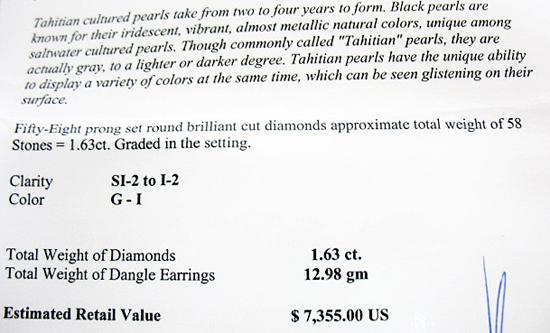 Tahitian cultured pearls take from two to four years to form. Black pearls are
known for their iridescent, vibrant, almost metallic natural colors, unique among
saltwater cultured pearls. Though commonly called "Tahitian" pearls, they are
actually gray, to a lighter or darker degree. Tahitian pearls have the unique ability
to display a variety of colors at the same time, which can be seen glistening on their
surface.
Fifty-Eight prong set round brilliant cut diamonds approximate total weight of 58
Stones = 1.63ct. Graded in the setting.
Clarity SI-2 to I-2
Color G - I
Total Weight of Diamonds 1.63 ct.
Total Weight of Dangle Earrings 12.98 gm
Estimated Retail Value $ 7,355.00 US